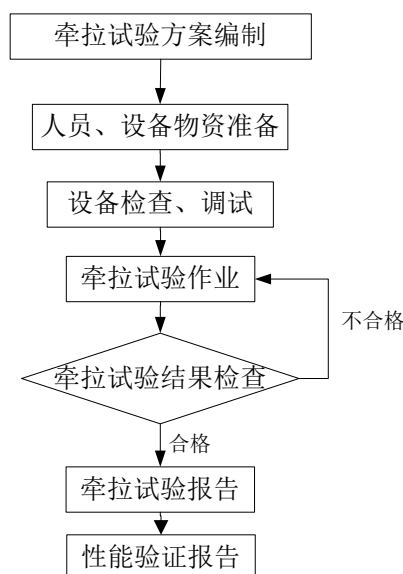 牵拉试验方案编制
人员、设备物资准备
设备检查、调试
牵拉试验作业
不合格
牵拉试验结果检查
合格
牵拉试验报告
性能验证报告